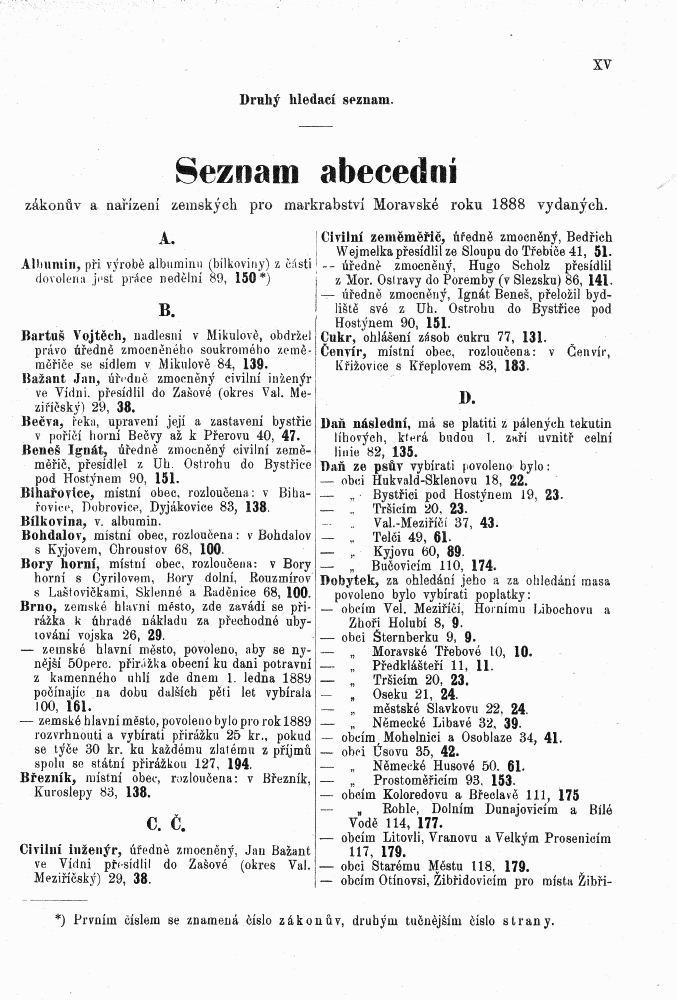 XV
Druhý hledací seznam.
Seznam abecední
zákonův a nařízení zemských pro markrabství Moravské roku 1888 vydaných.
A.
Albumin, při výrobě albuminu (bílkoviny) z části
dovolena jest práce nedělní 89, 150*)
B.
Bartuš Vojtěch, nadlesní v Mikulově, obdržel
právo úředně zmocněného soukromého země-
měřiče se sídlem v Mikulově 84, 139.
Bažant Jan, úředně zmocněný civilní inženýr
ve Vídni, přesídlil do Zašové (okres Val. Me-
ziříčský) 29, 38.
Bečva, řeka, upravení její a zastavení bystřic
v poříčí horní Bečvy až k Přerovu 40, 47.
Beneš Ignát, úředně zmocněný civilní země-
měřič, přesídlel z Uh. Ostrohu do Bystřice
pod Hostýnem 90, 151.
Bihařovice, místní obec, rozloučena: v Biha-
řovice, Dobrovice, Dyjákovice 83, 138.
Bílkovina, v. albumin.
Bohdalov, místní obec, rozloučena: v Bohdalov
s Kyjovem, Chroustov 68, 100.
Bory horní, místní obec, rozloučena: v Bory
horní s Cyrilovem, Bory dolní, Rouzmírov
s Laštovičkami, Sklenné a Raděnice 68, 100.
Brno, zemské hlavní město, zde zavádí se při-
rážka k úhradě nákladu za přechodné uby-
tování vojska 26, 29.
— zemské hlavní město, povoleno, aby se ny-
nější 50perc. přirážka obecní ku dani potravní
z kamenného uhlí zde dnem 1. ledna 1889
počínajíc na dobu dalších pěti let vybírala
100, 161.
— zemské hlavní město, povoleno bylo pro rok 1889
rozvrhnouti a vybírati přirážku 25 kr., pokud
se týče 30 kr. ku každému zlatému z příjmů
spolu se státní přirážkou 127, 194.
Březník, místní obec, rozloučena: v Březník,
Kuroslepy 83, 138.
C. Č.
Civilní inženýr, úředně zmocněný, Jan Bažant
ve Vídni přesídlil do Zašové (okres Val.
Meziříčský) 29, 38.
Civilní zeměměřič, úředně zmocněný, Bedřich
Wejmelka přesídlil ze Sloupu do Třebíče 41, 51.
— úředně zmocněný, Hugo Scholz přesídlil
z Mor. Ostravy do Poremby (v Slezsku) 86, 141.
— úředně zmocněný, Ignát Beneš, přeložil byd-
liště své z Uh. Ostrohu do Bystřice pod
Hostýnem 90, 151.
Cukr, ohlášení zásob cukru 77, 131.
Čenvír, místní obec, rozloučena: v Čenvír,
Křižovice s Křeplovem 83, 183.
D.
Daň následní, má se platiti z pálených tekutin
líhových, která budou 1. zaří uvnitř celní
linie 82, 135.
Daň ze psův vybírati povoleno bylo:
— obci Hukvald-Sklenovu 18, 22.
— „ Bystřici pod Hostýnem 19, 23.
— „ Tršicím 20, 23.
— „ Val.-Meziříčí 37, 43.
— „ Telči 49, 61.
— „ Kyjovu 60, 89.
— „ Bučovicím 110, 174.
Dobytek, za ohledání jeho a za ohledání masa
povoleno bylo vybírati poplatky:
— obcím Vel. Meziříčí, Hornímu Libochovu a
Zhoři Holubí 8, 9.
— obci Šternberku 9, 9.
— „ Moravské Třebové 10, 10.
— „ Předklášteří 11, 11.
— „ Tršicím 20, 23.
— „ Oseku 21, 24.
— „ městské Slavkovu 22, 24.
— „ Německé Libavé 32, 39.
— obcím Mohelnici a Osoblaze 34, 41.
— obci Úsovu 35, 42.
— „ Německé Husové 50. 61.
— „ Prostoměřicím 93, 153.
— obcím Koloredovu a Břeclavě 111, 175
— „ Rohle, Dolním Dunajovicím a Bílé
Vodě 114, 177.
— obcím Litovli, Vranovu a Velkým Prosenicím
117, 179.
— obci Starému Městu 118, 179.
— obcím Otínovsi, Žibřidovicím pro místa Žibři-
*) Prvním číslem se znamená číslo zákonův, druhým tučnějším číslo strany.